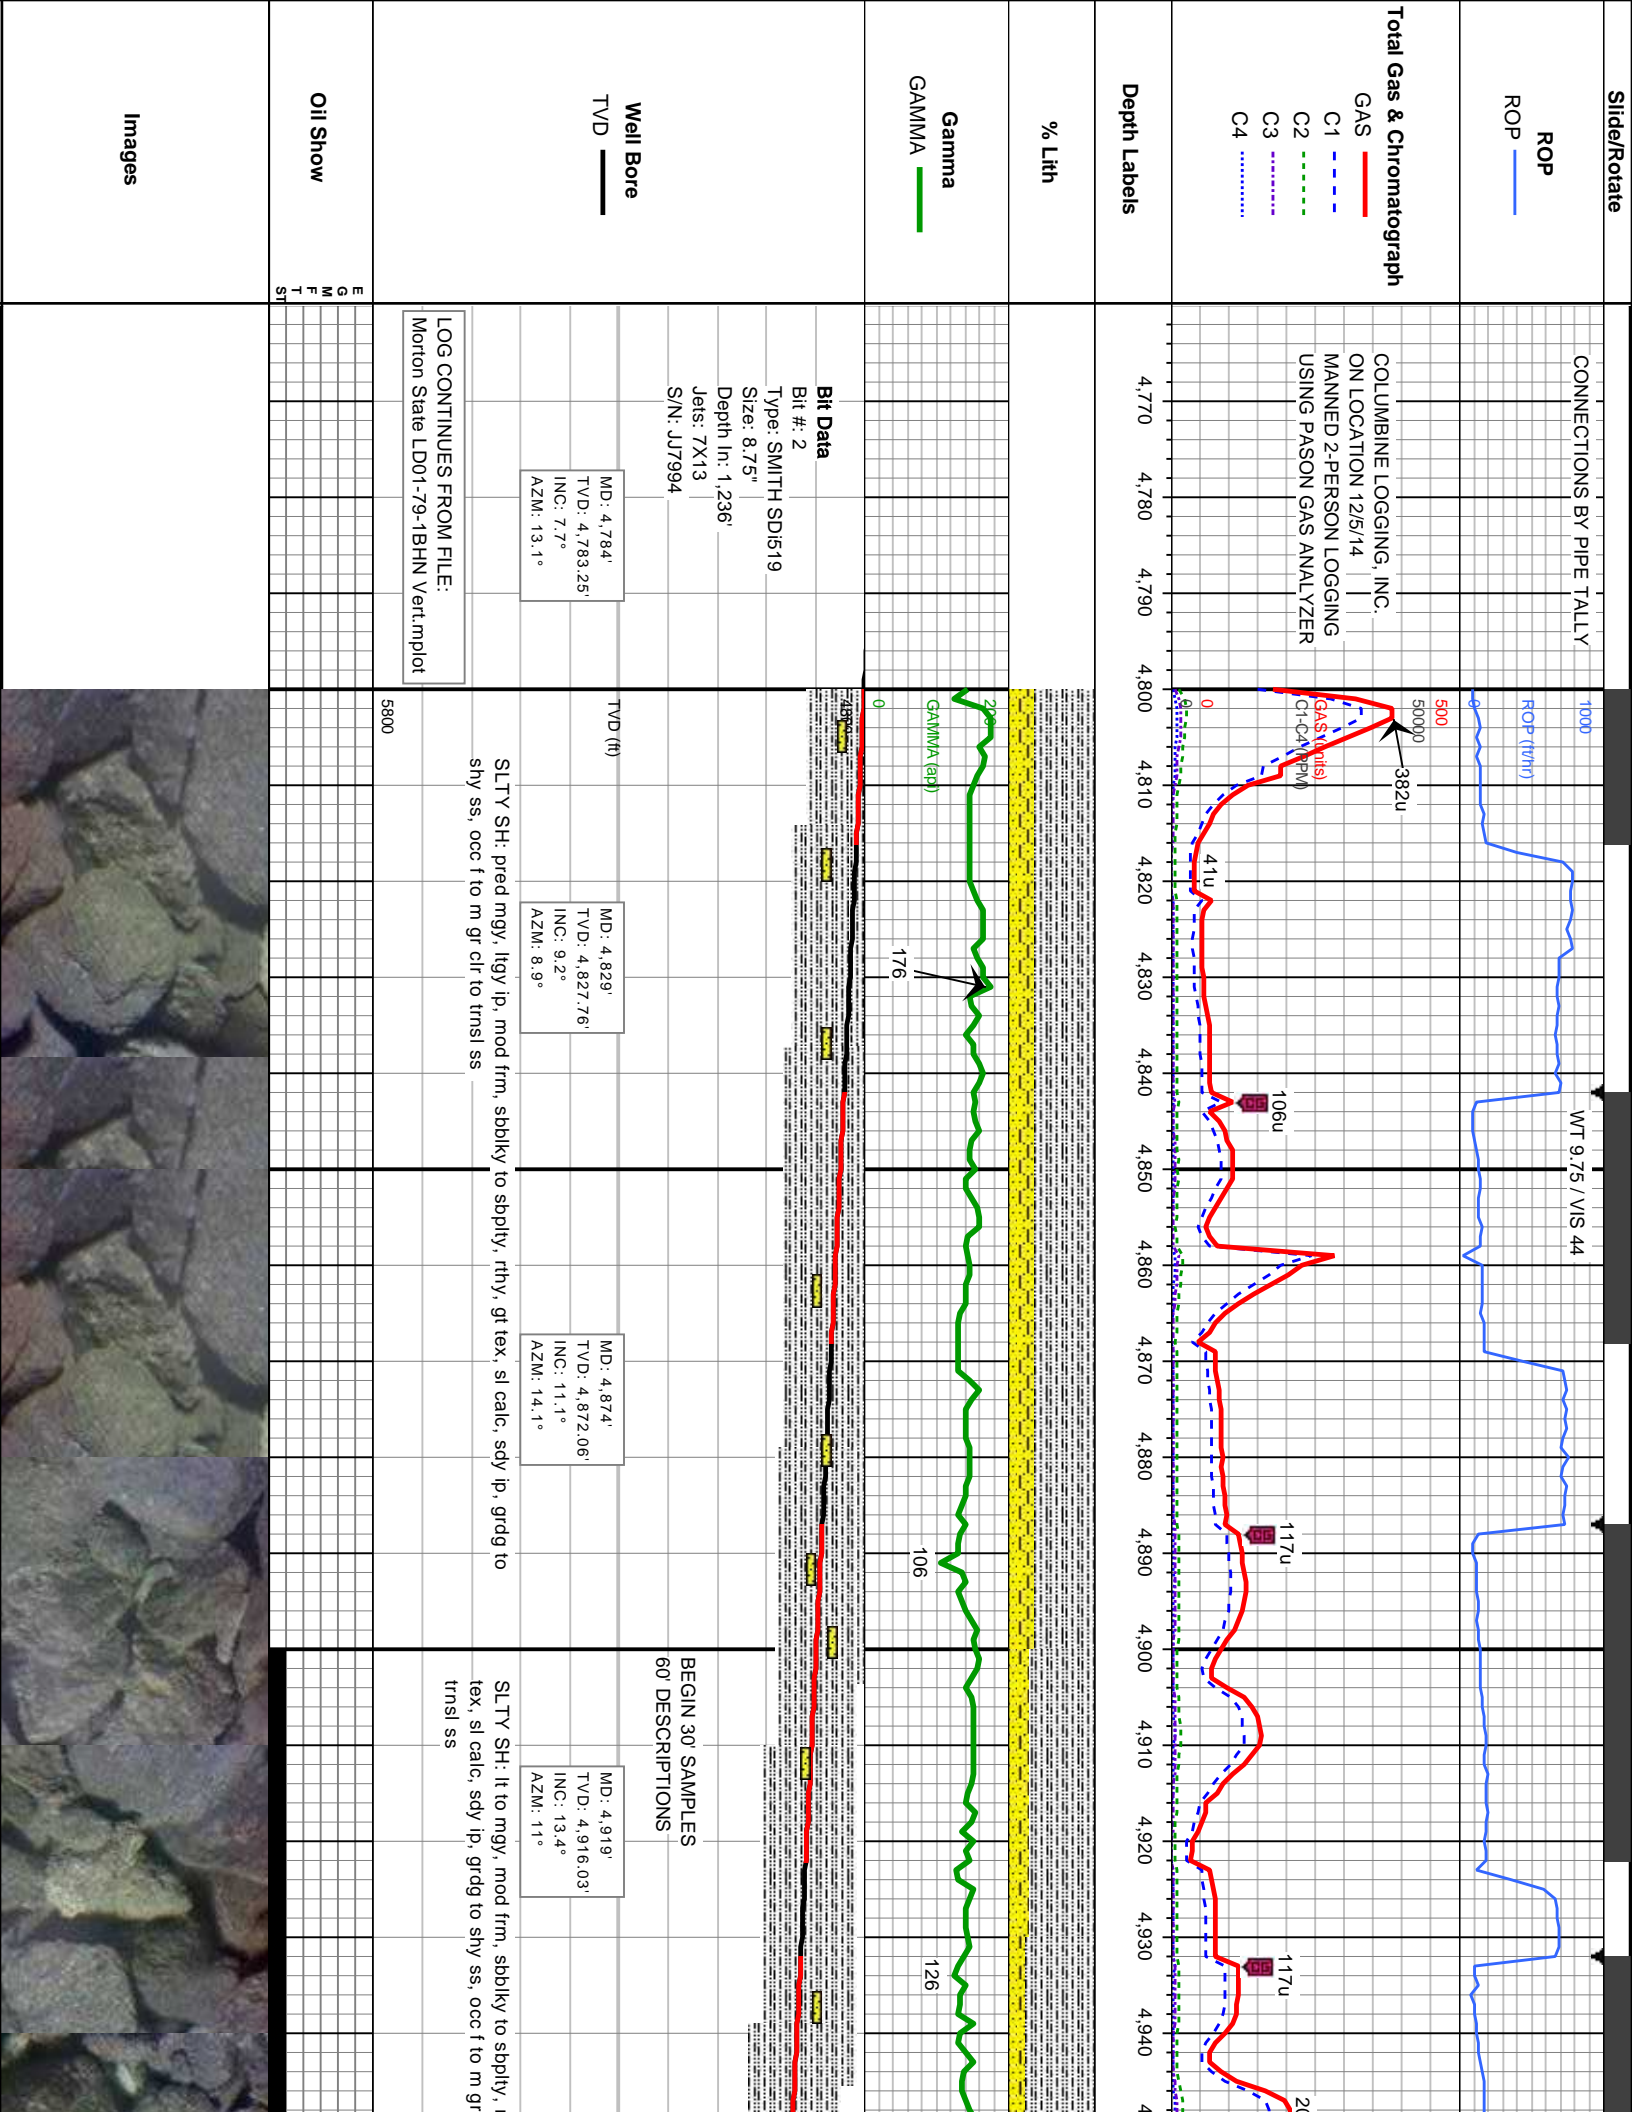 Slide/Rotate
ROP
ROP
Total Gas & Chromatograph
GAS
C1
C2
C3
C4
Depth Labels
% Lith
Gamma
GAMMA
Well Bore
TVD
Oil Show
E
G
M
F
T
ST
Images
CONNECTIONS BY PIPE TALLY
WT 9.75 / VIS 44
1000
ROP (ft/hr)
0
COLUMBINE LOGGING, INC.
ON LOCATION 12/5/14
MANNED 2-PERSON LOGGING
USING PASON GAS ANALYZER
500
50000
GAS (units)
C1-C4 (PPM)
0
0
382u
41u
106u
117u
117u
4,770
4,780
4,790
4,800
4,810
4,820
4,830
4,840
4,850
4,860
4,870
4,880
4,890
4,900
4,910
4,920
4,930
4,940
200
GAMMA (api)
0
176
106
126
4800
TVD (ft)
5800
Bit Data
Bit #: 2
Type: SMITH SDi519
Size: 8.75"
Depth In: 1,236'
Jets: 7X13
S/N: JJ7994
MD: 4,784'
TVD: 4,783.25'
INC: 7.7°
AZM: 13.1°
LOG CONTINUES FROM FILE:
Morton State LD01-79-1BHN Vert.mplot
MD: 4,829'
TVD: 4,827.76'
INC: 9.2°
AZM: 8.9°
SLTY SH: pred mgy, ltgy ip, mod frm, sbblky to sbplty, rthy, gt tex, sl calc, sdy ip, grdg to
shy ss, occ f to m gr clr to trnsl ss
MD: 4,874'
TVD: 4,872.06'
INC: 11.1°
AZM: 14.1°
BEGIN 30' SAMPLES
60' DESCRIPTIONS
MD: 4,919'
TVD: 4,916.03'
INC: 13.4°
AZM: 11°
SLTY SH: lt to mgy, mod frm, sbblky to sbplty,
tex, sl calc, sdy ip, grdg to shy ss, occ f to m gr
trnsl ss